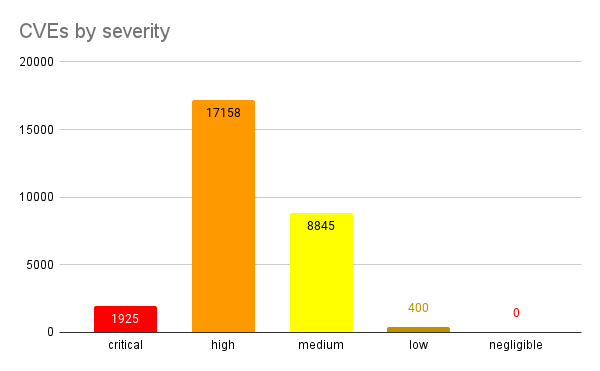 CVEs by severity
20000
15000
10000
5000
0
1925
17158
8845
400
0
critical
high
medium
low
negligible